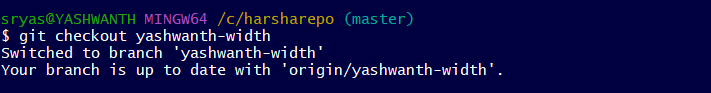 sryas@YASHWANTH MINGW64 /c/harsharepo (master)
$ git checkout yashwanth-width
Switched to branch 'yashwanth-width'
Your branch is up to date with 'origin/yashwanth-width'.